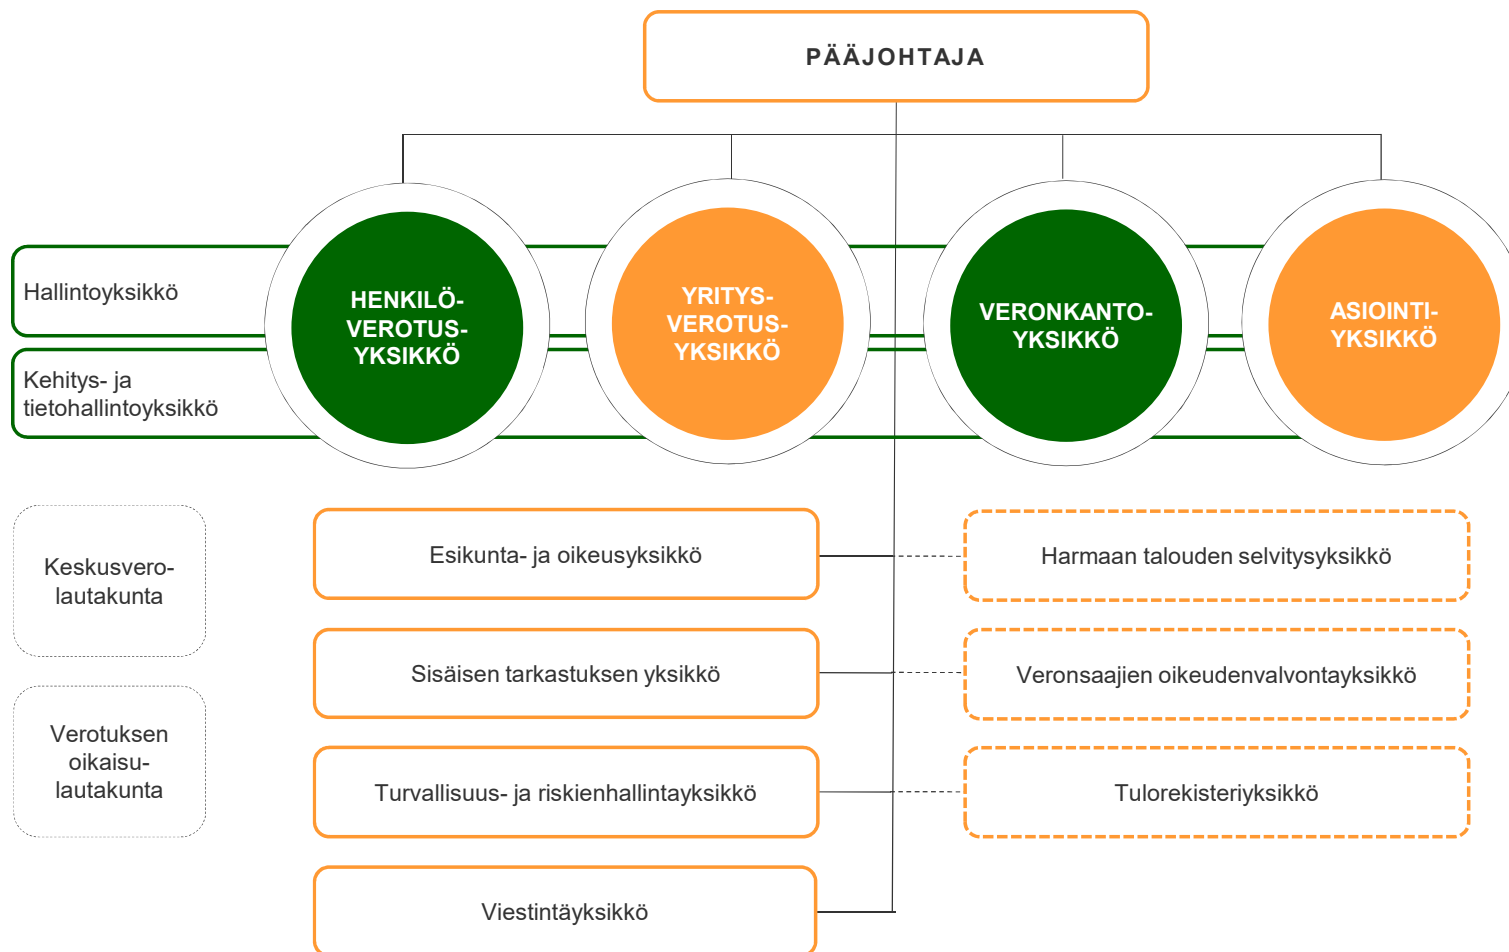 PÄÄJOHTAJA
Hallintoyksikkö
Kehitys- ja
tietohallintoyksikkö
HENKILÖ-
VEROTUS-
YKSIKKÖ
YRITYS-
VEROTUS-
YKSIKKÖ
VERONKANTO-
YKSIKKÖ
ASIOINTI-
YKSIKKÖ
Keskusvero-
lautakunta
Verotuksen
oikaisu-
lautakunta
Esikunta- ja oikeusyksikkö
Sisäisen tarkastuksen yksikkö
Turvallisuus- ja riskienhallintayksikkö
Viestintäyksikkö
Harmaan talouden selvitysyksikkö
Veronsaajien oikeudenvalvontayksikkö
Tulorekisteriyksikkö